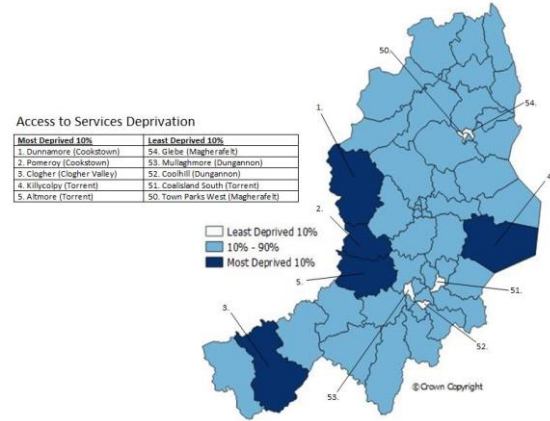 50.
54.
Access to Services Deprivation
Most Deprived 10% Least Deprived 10%
1. Dunnamore (Cookstown) 54. Glebe (Magherafelt)
2. Pomeroy (Cookstown) 53. Mullaghmore (Dungannon)
3. Clogher (Clogher Valley) 52. Coolhill (Dungannon)
4. Killycolpy (Torrent) 51. Coalisland South (Torrent)
5. Altmore (Torrent) 50. Town Parks West (Magherafelt)
1.
4.
2.
Least Deprived 10%
10% - 90%
Most Deprived 10%
5.
51.
3.
52.
53.
©Crown Copyright